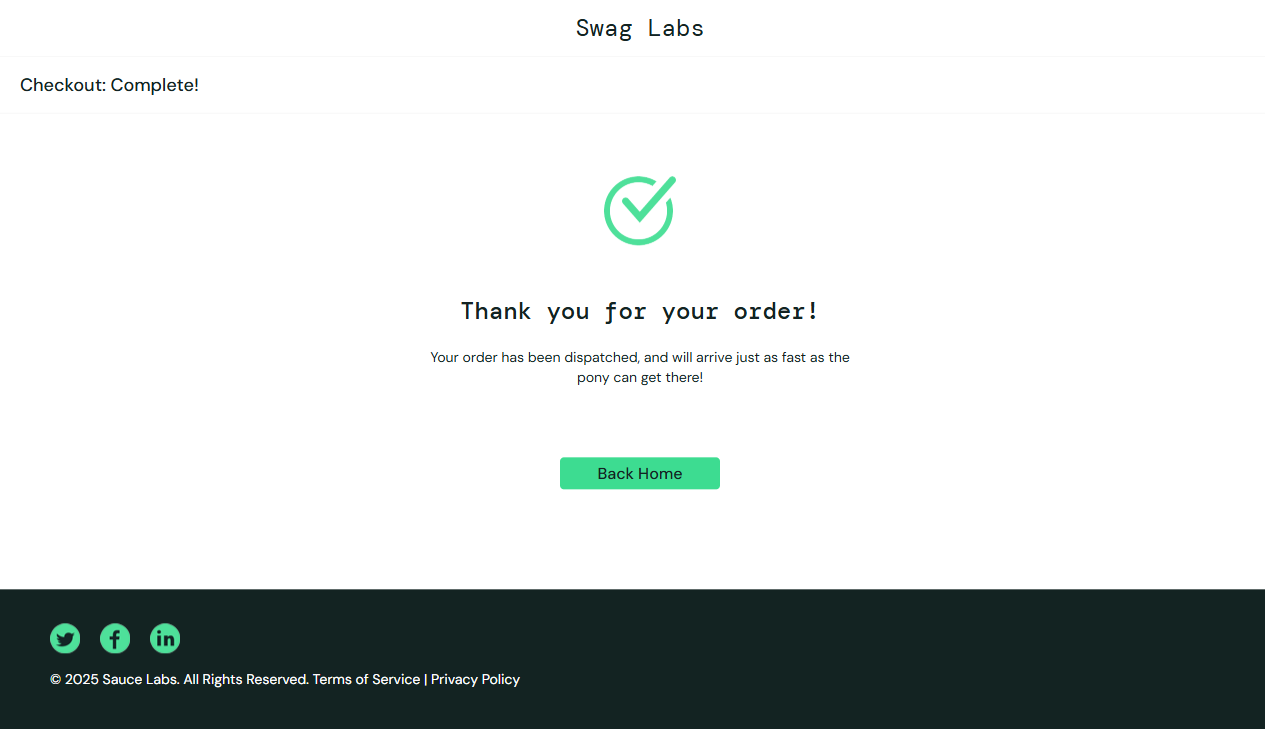 Swag Labs
Checkout: Complete!
Thank you for your order!
Your order has been dispatched, and will arrive just as fast as the
pony can get there!
Back Home
© 2025 Sauce Labs. All Rights Reserved. Terms of Service | Privacy Policy